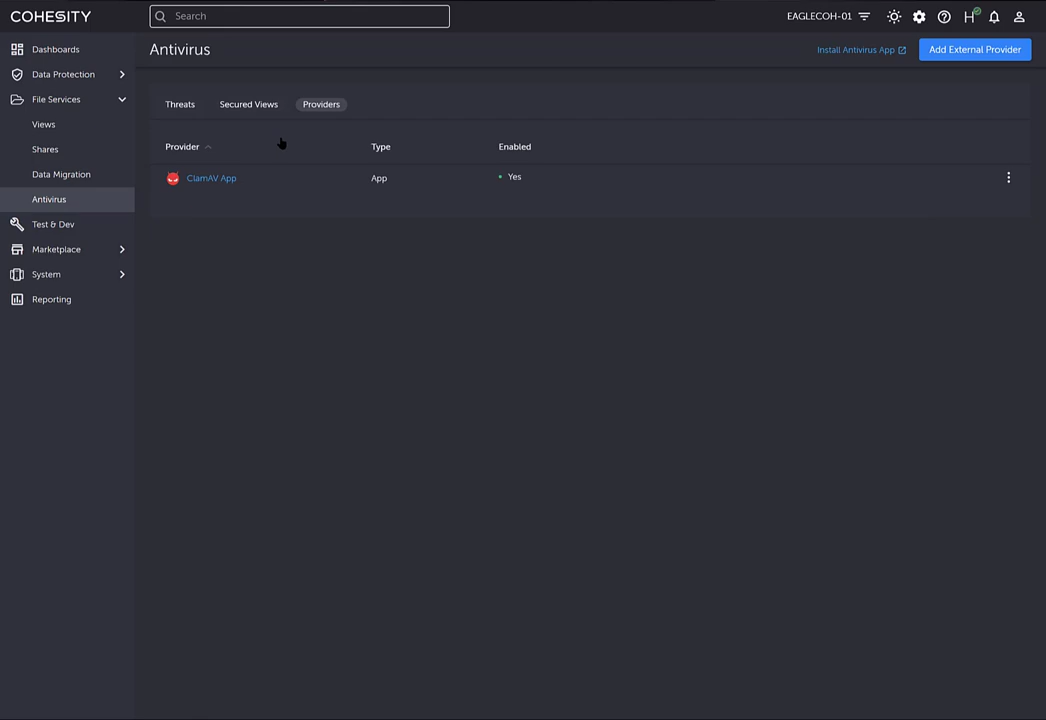 COHESITY
Search
EAGLECOH-01
H
Dashboards
Data Protection
File Services
Views
Shares
Data Migration
Antivirus
Test & Dev
Marketplace
System
Reporting
Antivirus
Install Antivirus App
Add External Provider
Threats Secured Views Providers
Provider Type Enabled
ClamAV App App Yes